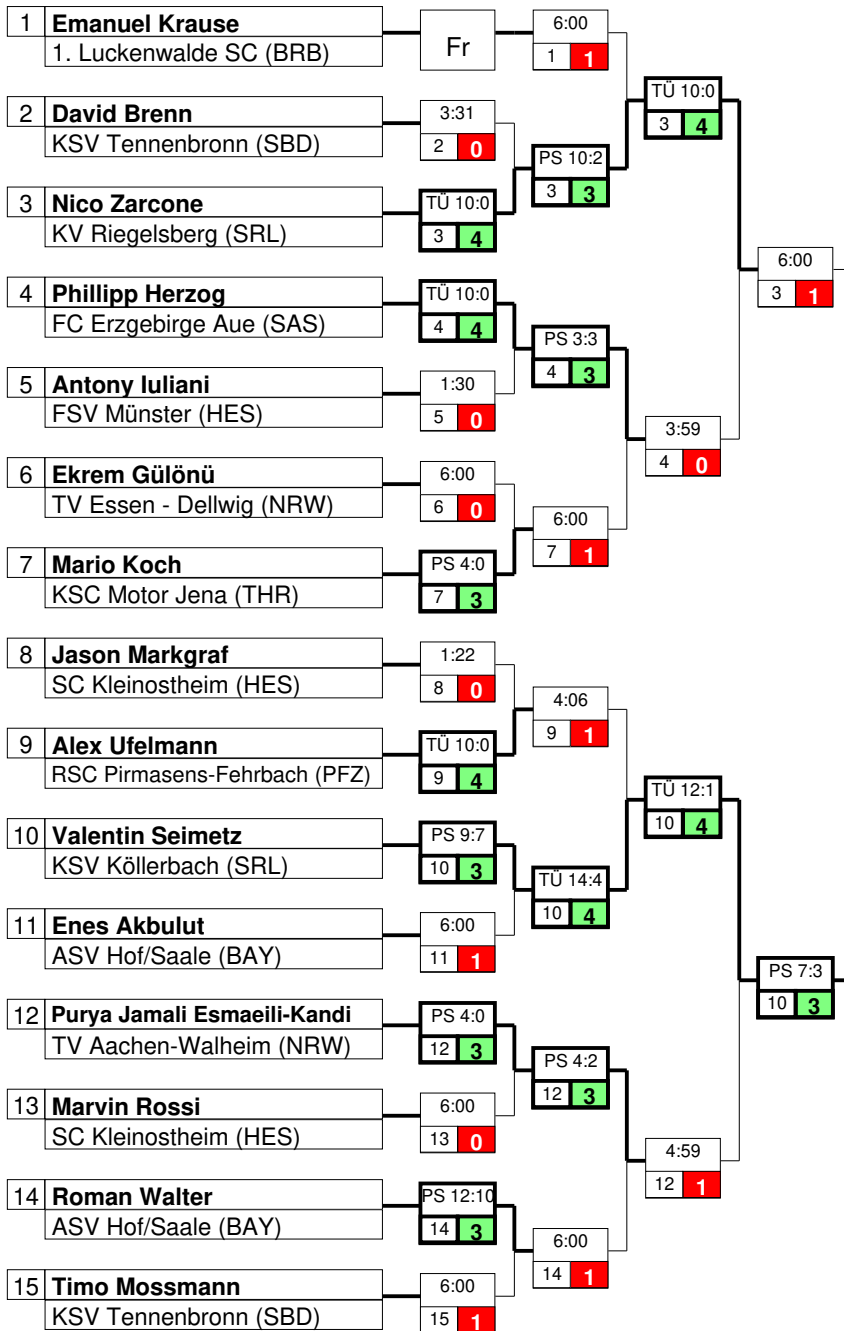 1 Emanuel Krause
1. Luckenwalde SC (BRB)
Fr
6:00
1 1
2 David Brenn
KSV Tennenbronn (SBD)
3:31
2 0
TÜ 10:0
3 4
PS 10:2
3 3
3 Nico Zarcone
KV Riegelsberg (SRL)
TÜ 10:0
3 4
6:00
3 1
4 Phillipp Herzog
FC Erzgebirge Aue (SAS)
TÜ 10:0
4 4
PS 3:3
4 3
5 Antony Iuliani
FSV Münster (HES)
1:30
5 0
3:59
4 0
6 Ekrem Gülönü
TV Essen - Dellwig (NRW)
6:00
6 0
6:00
7 1
7 Mario Koch
KSC Motor Jena (THR)
PS 4:0
7 3
8 Jason Markgraf
SC Kleinostheim (HES)
1:22
8 0
4:06
9 1
9 Alex Ufelmann
RSC Pirmasens-Fehrbach (PFZ)
TÜ 10:0
9 4
TÜ 12:1
10 4
10 Valentin Seimetz
KSV Köllerbach (SRL)
PS 9:7
10 3
TÜ 14:4
10 4
11 Enes Akbulut
ASV Hof/Saale (BAY)
6:00
11 1
PS 7:3
10 3
12 Purya Jamali Esmaeili-Kandi
TV Aachen-Walheim (NRW)
PS 4:0
12 3
PS 4:2
12 3
13 Marvin Rossi
SC Kleinostheim (HES)
6:00
13 0
4:59
12 1
14 Roman Walter
ASV Hof/Saale (BAY)
PS 12:10
14 3
6:00
14 1
15 Timo Mossmann
KSV Tennenbronn (SBD)
6:00
15 1